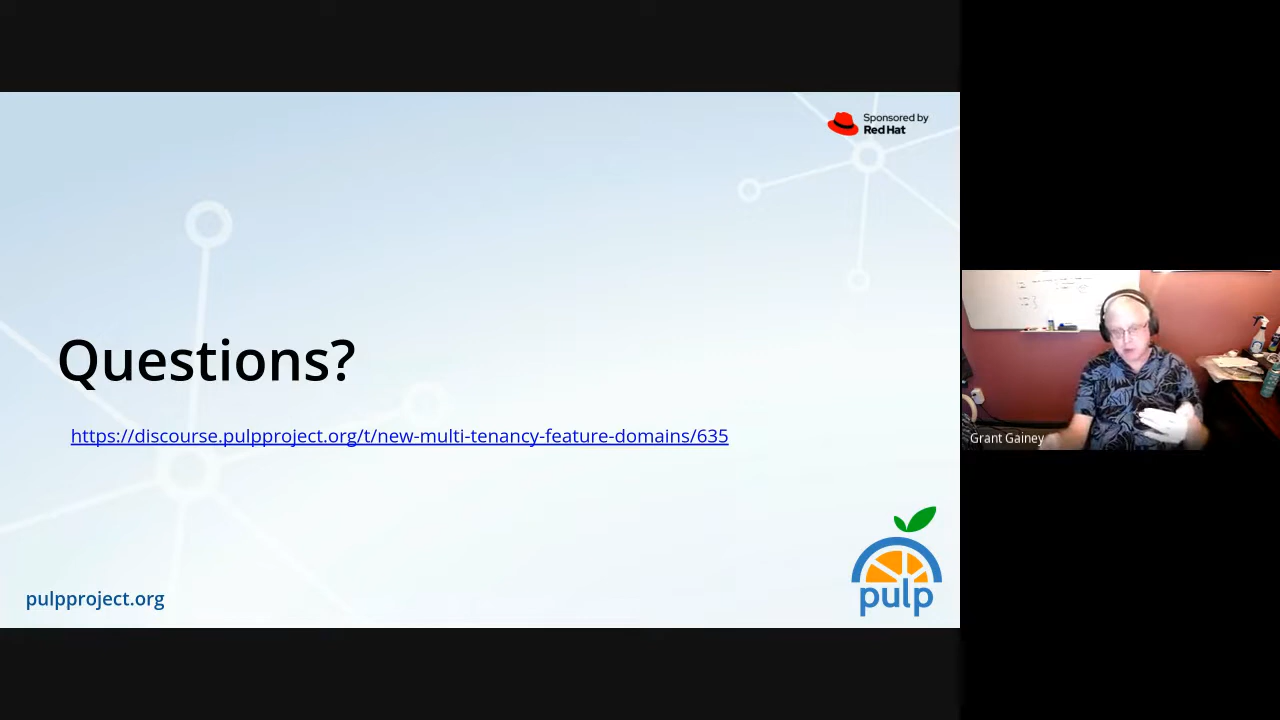 Sponsored by
Red Hat
Questions?
https://discourse.pulpproject.org/t/new-multi-tenancy-feature-domains/635
Grant Gainey
pulpproject.org
pulp